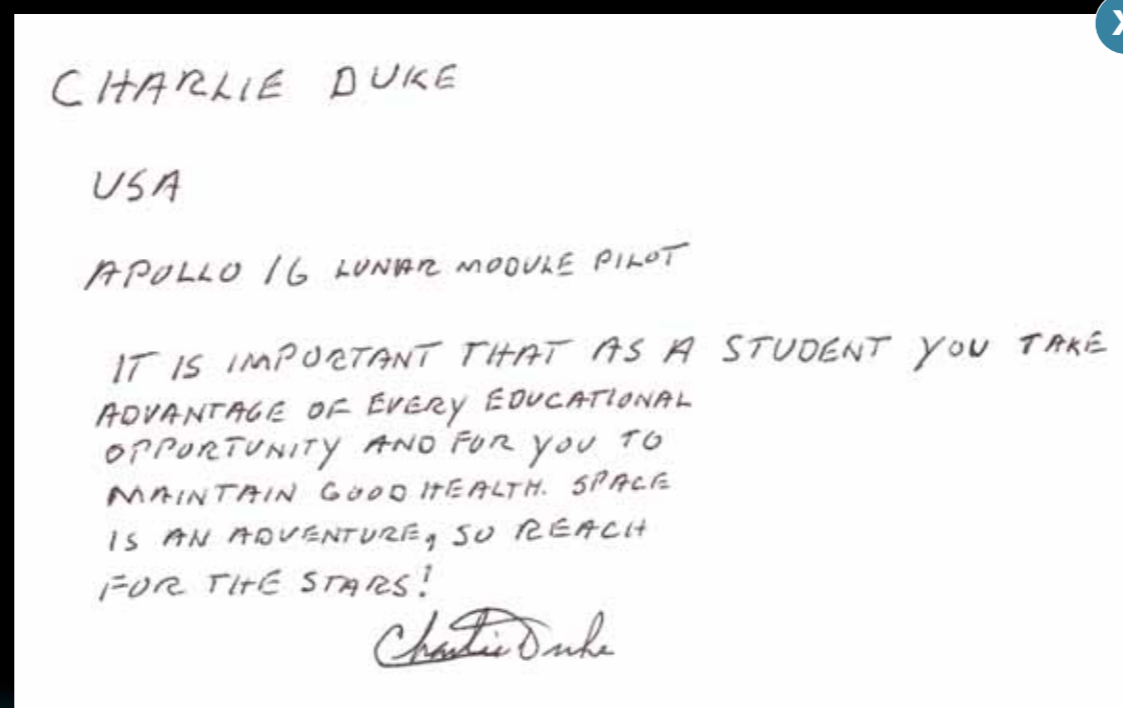 CHARLIE DUKE
USA
APOLLO 16 LUNAR MODULE PILOT
IT IS IMPORTANT THAT AS A STUDENT YOU TAKE
ADVANTAGE OF EVERY EDUCATIONAL
OPPORTUNITY AND FOR YOU TO
MAINTAIN GOOD HEALTH. SPACE
IS AN ADVENTURE, SO REACH
FOR THE STARS!
Charlie Duke